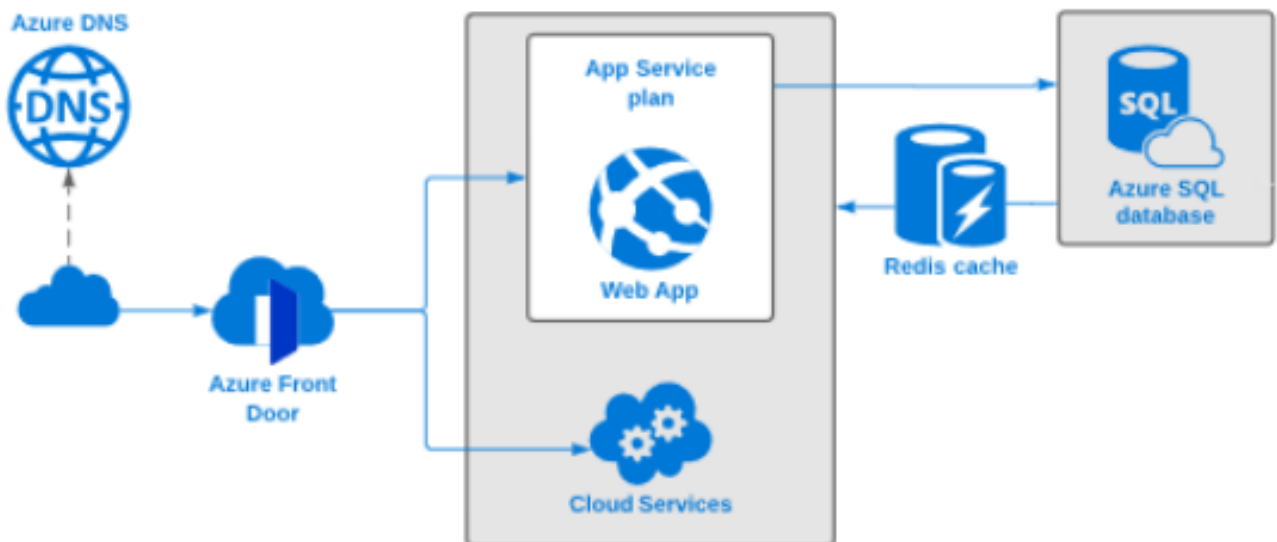 Azure DNS
DNS
Azure Front
Door
App Service
plan
Web App
Cloud Services
Redis cache
SQL
Azure SQL
database